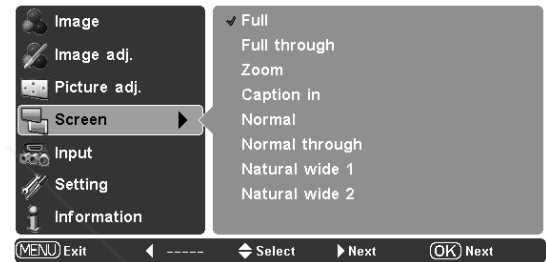 Image
Image adj.
Picture adj.
Screen
Input
Setting
Information
Full
Full through
Zoom
Caption in
Normal
Normal through
Natural wide 1
Natural wide 2
MENU Exit ----- Select Next OK Next